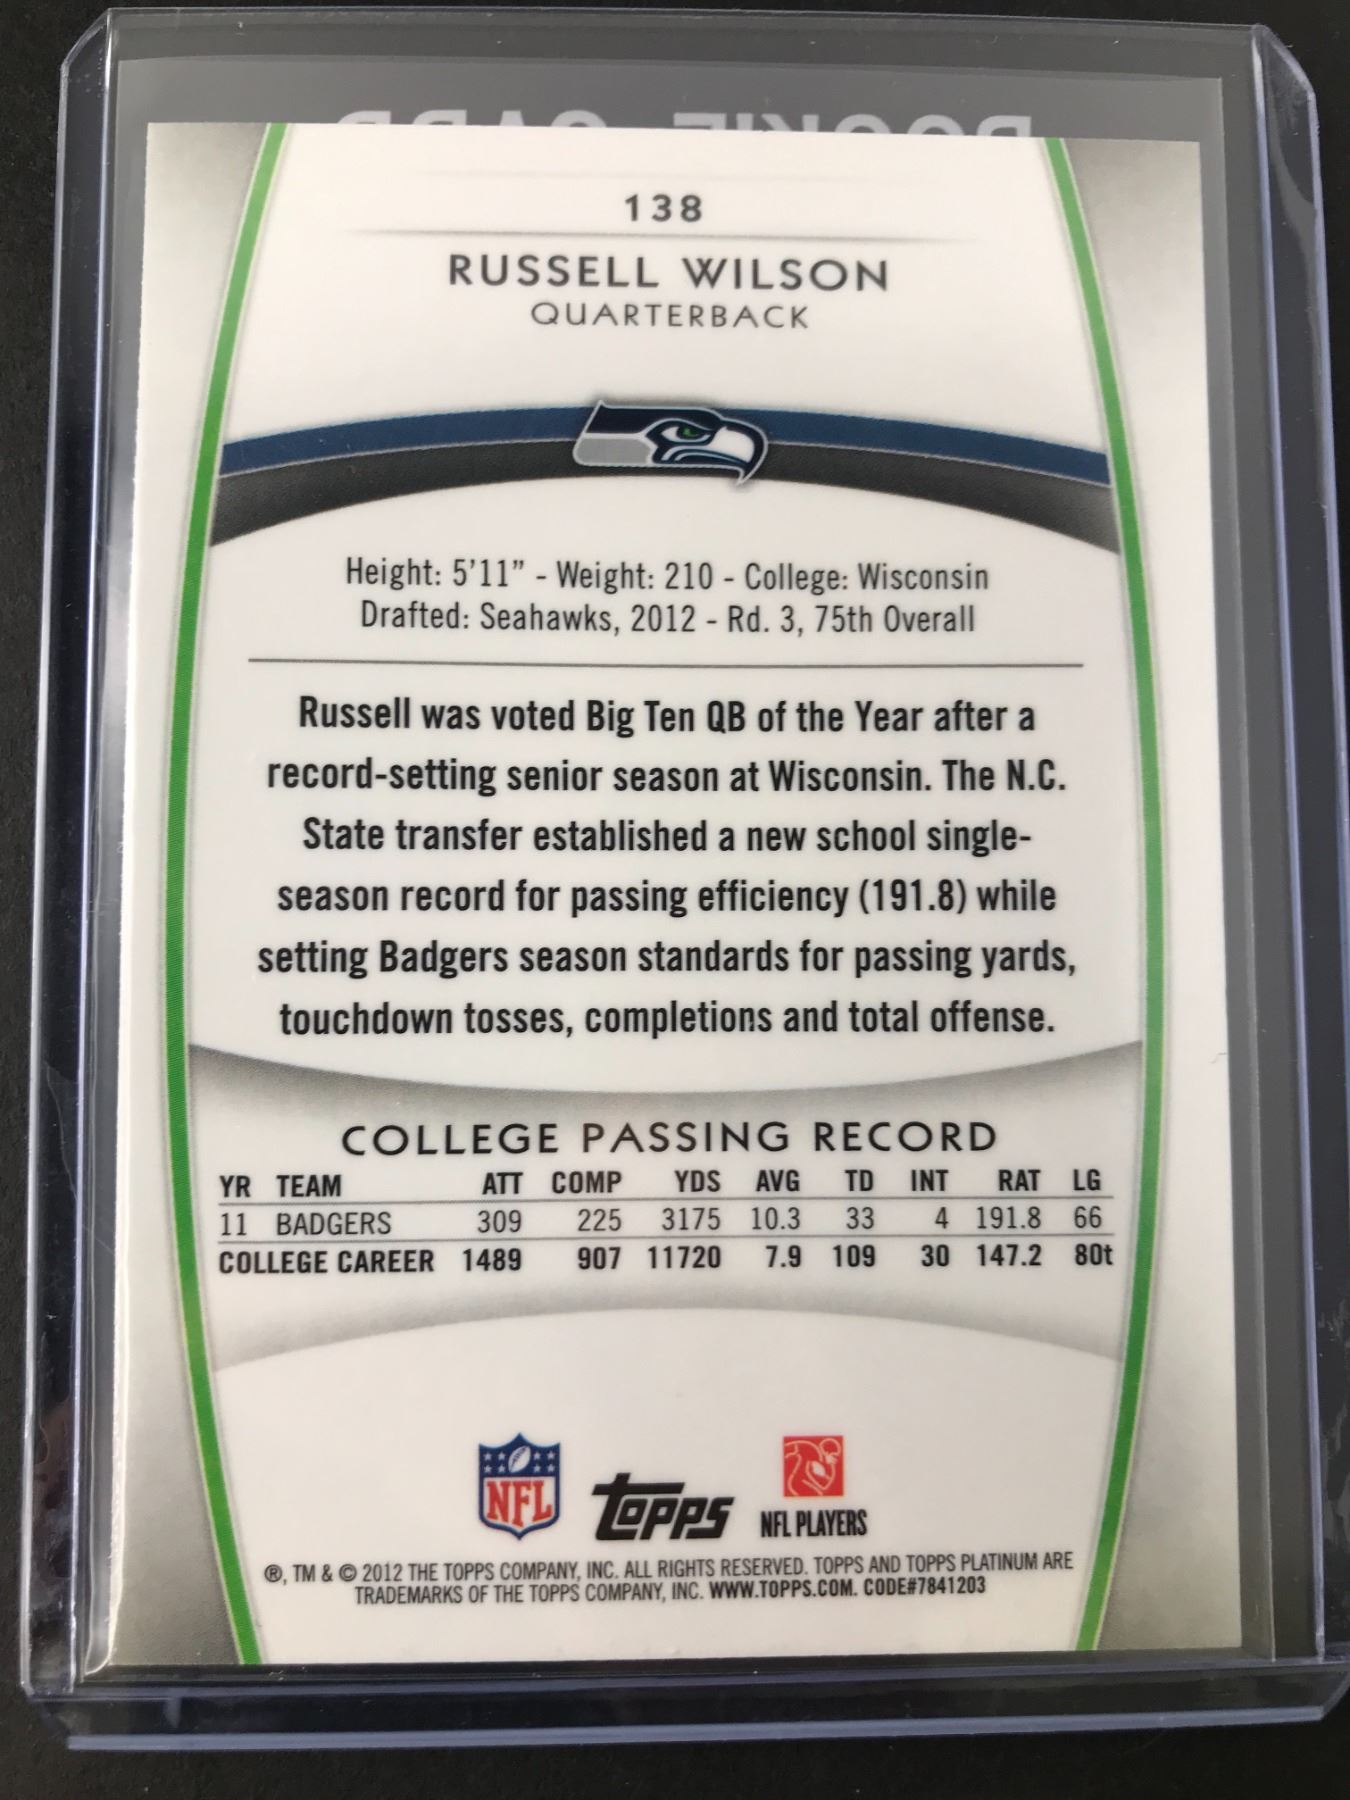 ROOKIE CARD
138
RUSSELL WILSON
QUARTERBACK
Height: 5'11" - Weight: 210 - College: Wisconsin
Drafted: Seahawks, 2012 - Rd. 3, 75th Overall
Russell was voted Big Ten QB of the Year after a
record-setting senior season at Wisconsin. The N.C.
State transfer established a new school single-
season record for passing efficiency (191.8) while
setting Badgers season standards for passing yards,
touchdown tosses, completions and total offense.
COLLEGE PASSING RECORD
YR TEAM ATT COMP YDS AVG TD INT RAT LG
11 BADGERS 309 225 3175 10.3 33 4 191.8 66
COLLEGE CAREER 1489 907 11720 7.9 109 30 147.2 80t
NFL
TOPPS
NFL PLAYERS
®, TM & © 2012 THE TOPPS COMPANY, INC. ALL RIGHTS RESERVED. TOPPS AND TOPPS PLATINUM ARE
TRADEMARKS OF THE TOPPS COMPANY, INC. WWW.TOPPS.COM. CODE#7841203